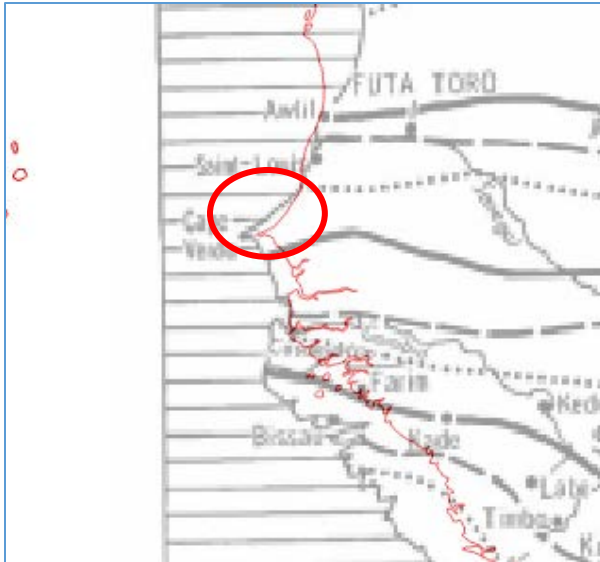 FUTA TORO
Awlil
Saint-Louis
Cape
Verde
Farim
Bissau
Kade
Labe
Timbo